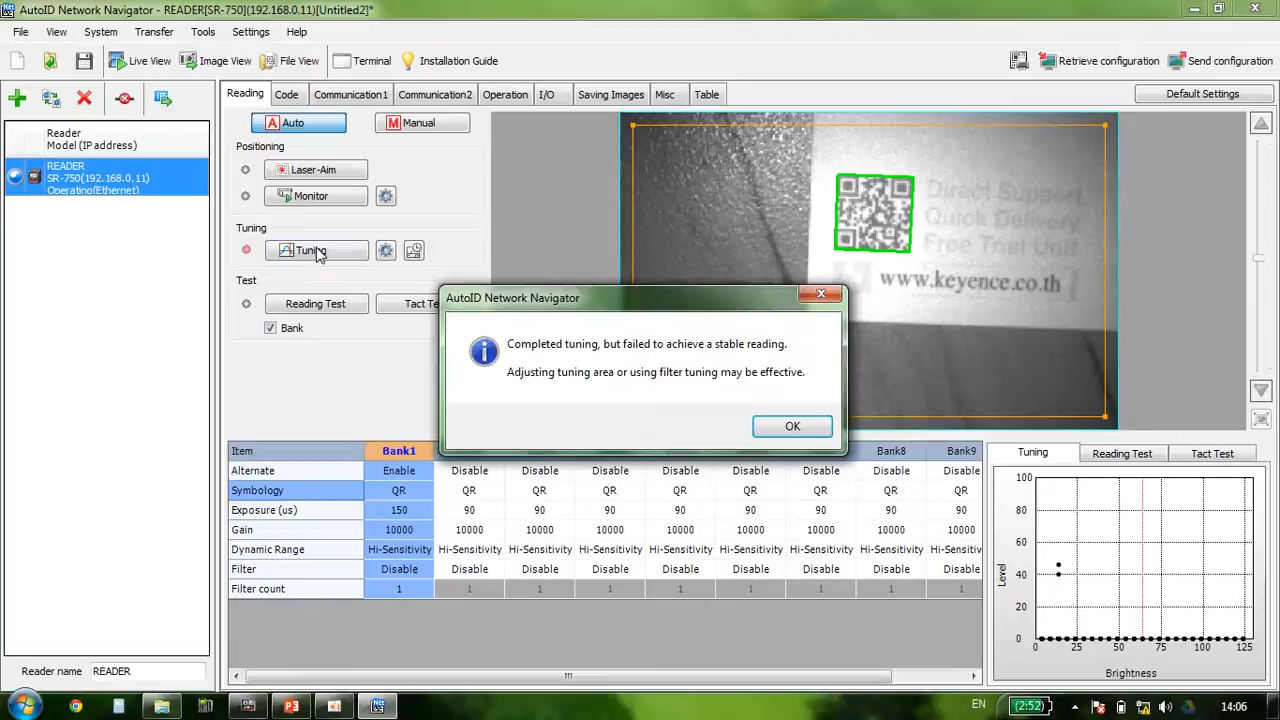 AutoID Network Navigator - READER[SR-750](192.168.0.11)[Untitled2]*
File View System Transfer Tools Settings Help
Live View Image View File View Terminal Installation Guide Retrieve configuration Send configuration
Reading Code Communication1 Communication2 Operation I/O Saving Images Misc Table Default Settings
Reader
Model (IP address)
READER
SR-750(192.168.0.11)
Operating(Ethernet)
Auto Manual
Positioning
Laser-Aim
Monitor
Tuning
Tuning
Test
Reading Test Tact Te
Bank
Direct Support
Quick Delivery
Free Trial Unit
www.keyence.co.th
AutoID Network Navigator
Completed tuning, but failed to achieve a stable reading.
Adjusting tuning area or using filter tuning may be effective.
OK
Item Bank1 Bank8 Bank9
Alternate Enable Disable Disable Disable Disable Disable Disable Disable Disable
Symbology QR QR QR QR QR QR QR QR QR
Exposure (us) 150 90 90 90 90 90 90 90 90
Gain 10000 10000 10000 10000 10000 10000 10000 10000 10000
Dynamic Range Hi-Sensitivity Hi-Sensitivity Hi-Sensitivity Hi-Sensitivity Hi-Sensitivity Hi-Sensitivity Hi-Sensitivity Hi-Sensitivity Hi-Sensitivity
Filter Disable Disable Disable Disable Disable Disable Disable Disable Disable
Filter count 1 1 1 1 1 1 1 1 1
Tuning Reading Test Tact Test
100
80
60
40
20
0
Level
0 25 50 75 100 125
Brightness
Reader name READER
EN (2:52) 14:06